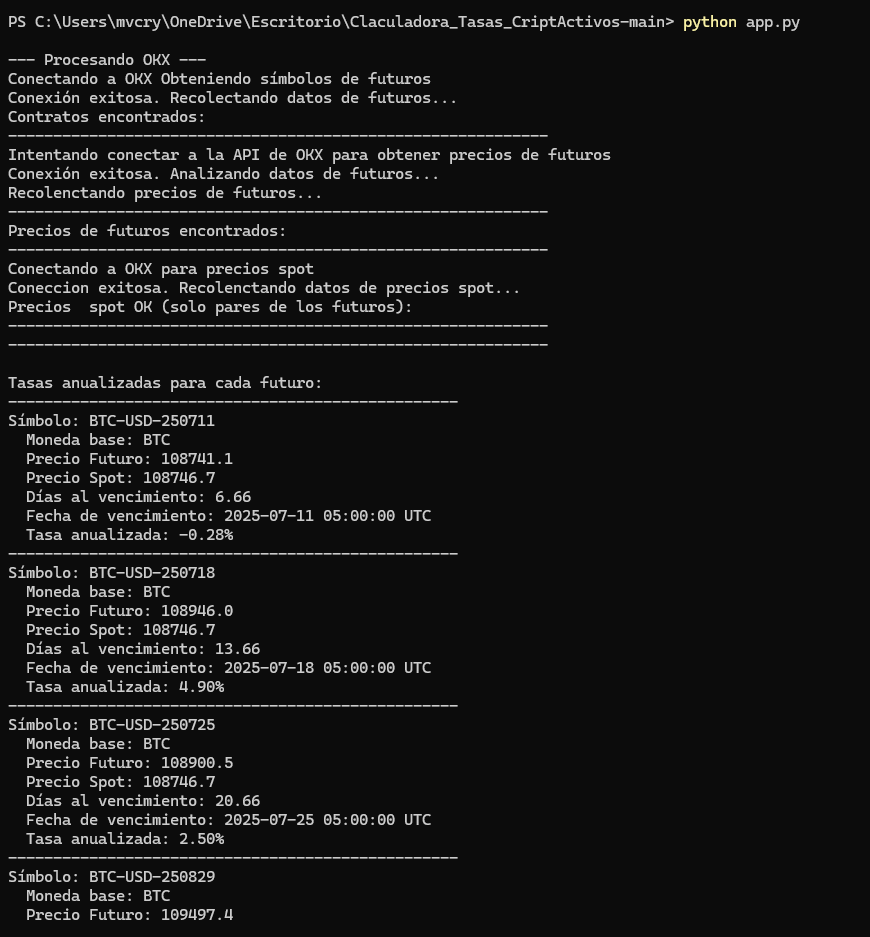 PS C:\Users\mvcry\OneDrive\Escritorio\Claculadora_Tasas_CriptActivos-main> python app.py
--- Procesando OKX ---
Conectando a OKX Obteniendo símbolos de futuros
Conexión exitosa. Recolectando datos de futuros...
Contratos encontrados:
------------------------------------------------------------
Intentando conectar a la API de OKX para obtener precios de futuros
Conexión exitosa. Analizando datos de futuros...
Recolenctando precios de futuros...
------------------------------------------------------------
Precios de futuros encontrados:
------------------------------------------------------------
Conectando a OKX para precios spot
Coneccion exitosa. Recolenctando datos de precios spot...
Precios  spot OK (solo pares de los futuros):
------------------------------------------------------------
------------------------------------------------------------
Tasas anualizadas para cada futuro:
--------------------------------------------------
Símbolo: BTC-USD-250711
  Moneda base: BTC
  Precio Futuro: 108741.1
  Precio Spot: 108746.7
  Días al vencimiento: 6.66
  Fecha de vencimiento: 2025-07-11 05:00:00 UTC
  Tasa anualizada: -0.28%
--------------------------------------------------
Símbolo: BTC-USD-250718
  Moneda base: BTC
  Precio Futuro: 108946.0
  Precio Spot: 108746.7
  Días al vencimiento: 13.66
  Fecha de vencimiento: 2025-07-18 05:00:00 UTC
  Tasa anualizada: 4.90%
--------------------------------------------------
Símbolo: BTC-USD-250725
  Moneda base: BTC
  Precio Futuro: 108900.5
  Precio Spot: 108746.7
  Días al vencimiento: 20.66
  Fecha de vencimiento: 2025-07-25 05:00:00 UTC
  Tasa anualizada: 2.50%
--------------------------------------------------
Símbolo: BTC-USD-250829
  Moneda base: BTC
  Precio Futuro: 109497.4